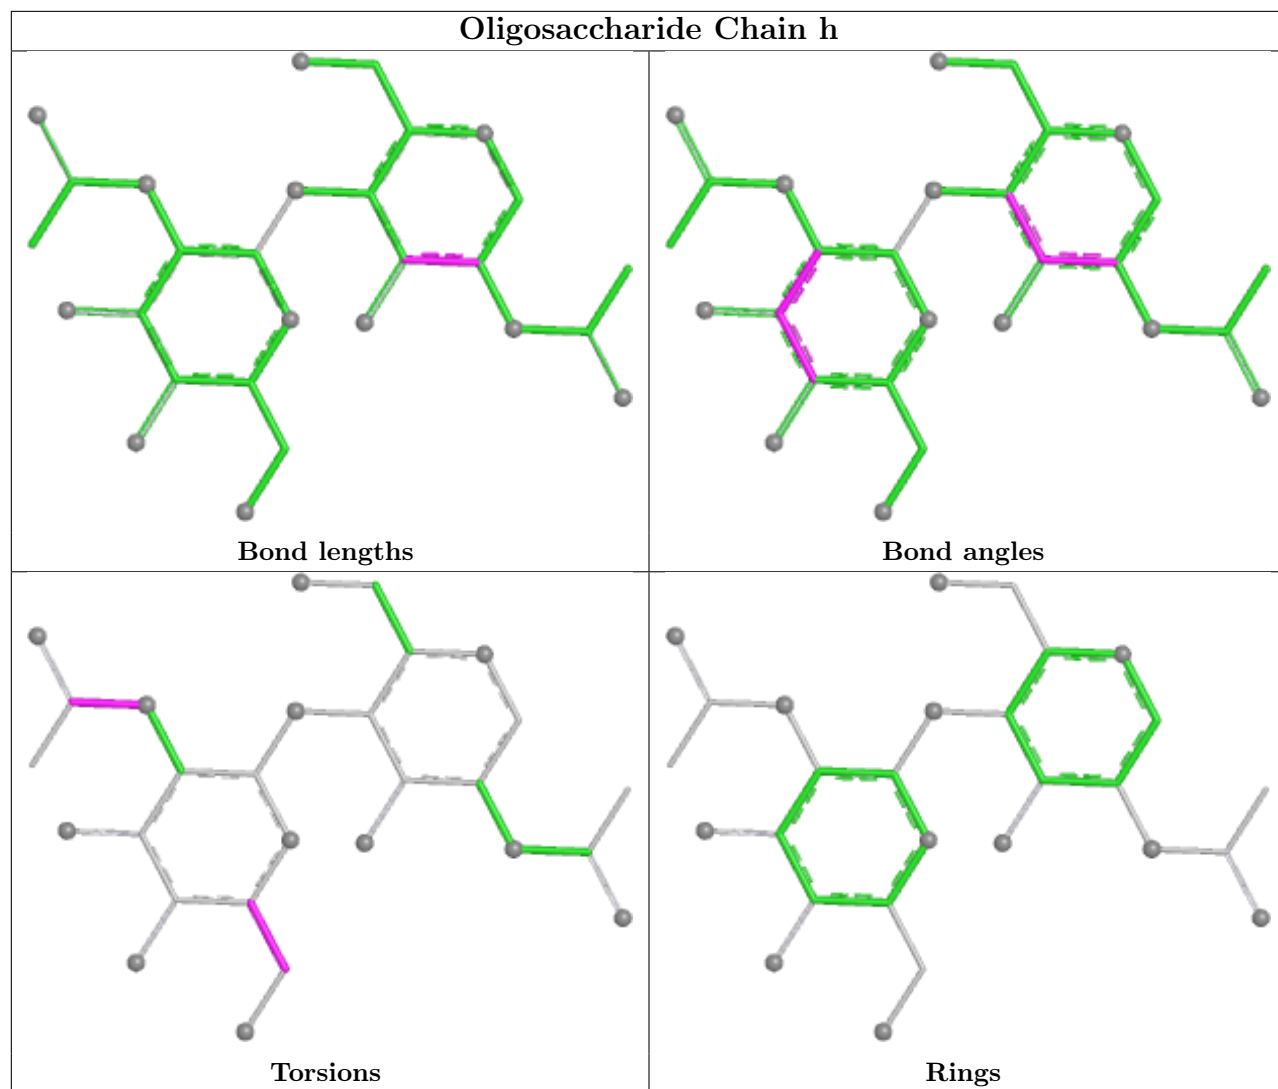 Oligosaccharide Chain h
Bond lengths
Bond angles
Torsions
Rings